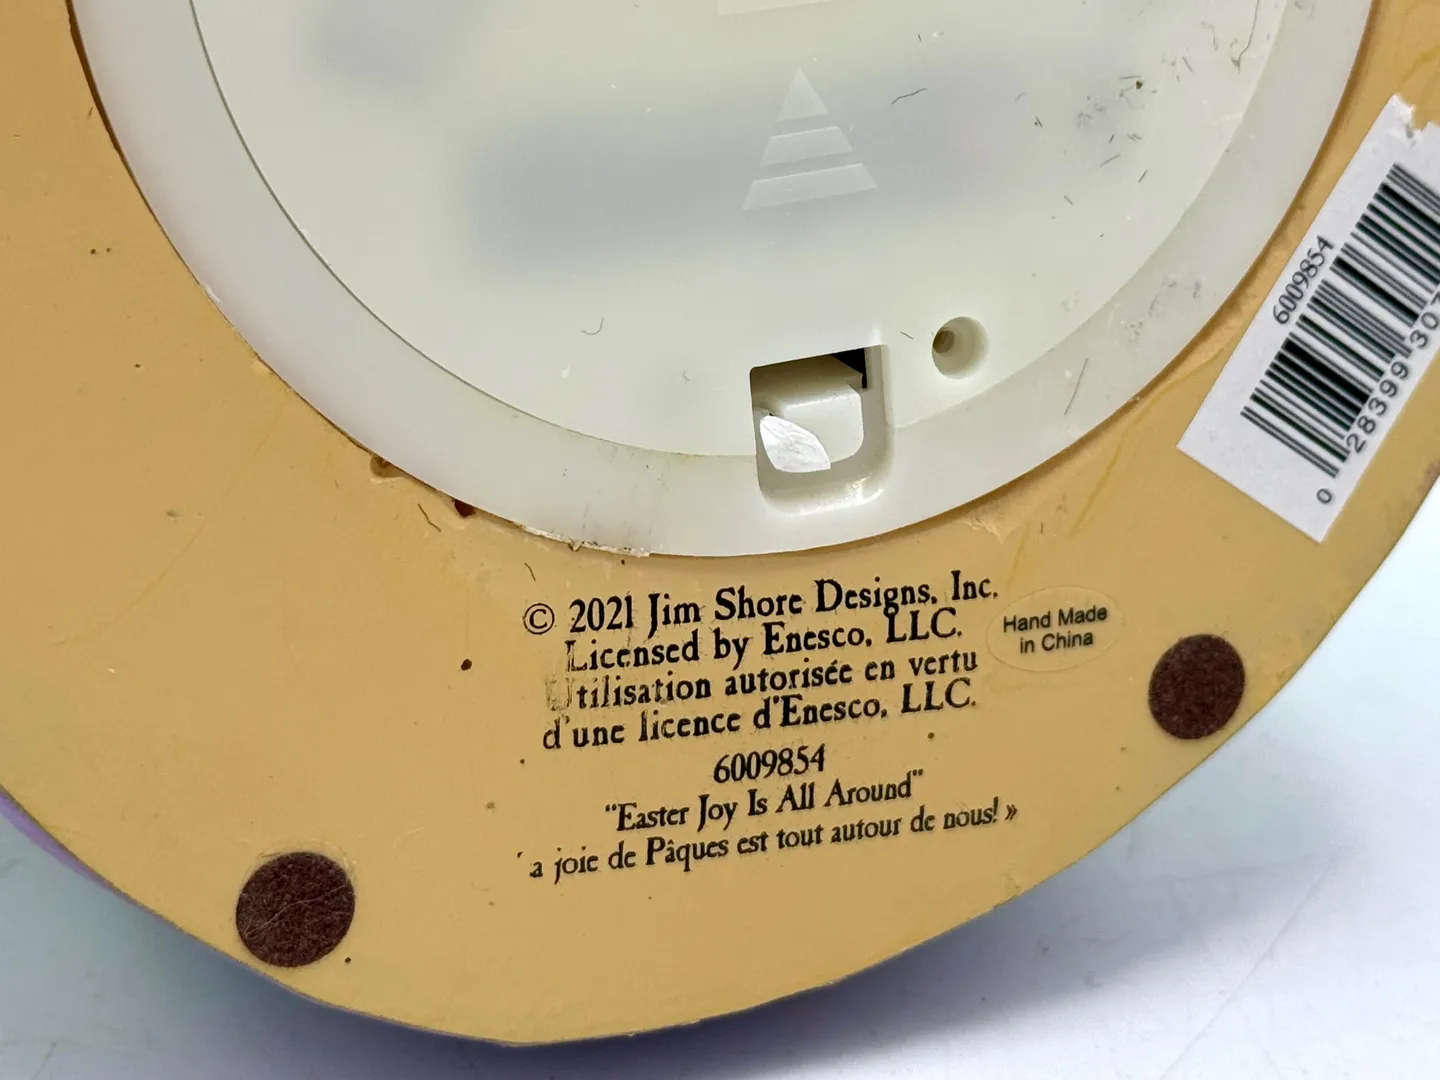 6009854
0 28399 307
© 2021 Jim Shore Designs, Inc.
Licensed by Enesco, LLC.
Utilisation autorisée en vertu
d'une licence d'Enesco, LLC.
Hand Made
in China
6009854
"Easter Joy Is All Around"
a joie de Pâques est tout autour de nous! »